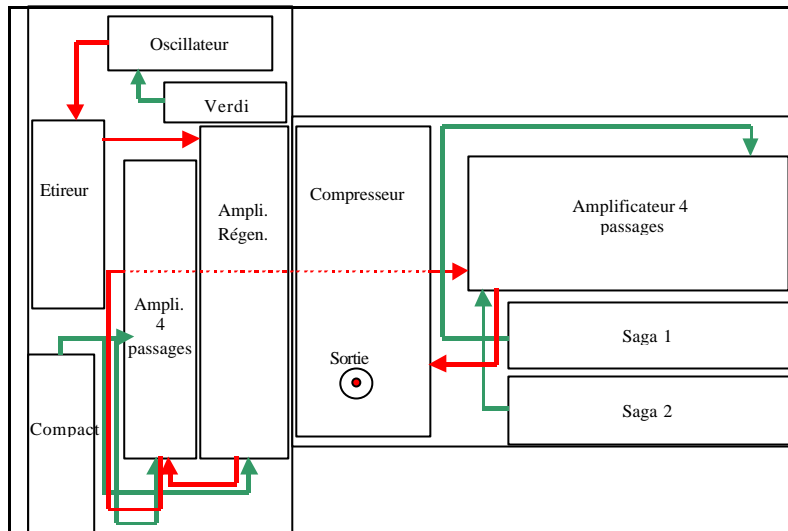 Oscillateur
Verdi
Etireur
Ampli.
Régen.
Compresseur
Amplificateur 4
passages
Ampli.
4
passages
Saga 1
Sortie
Saga 2
Compact